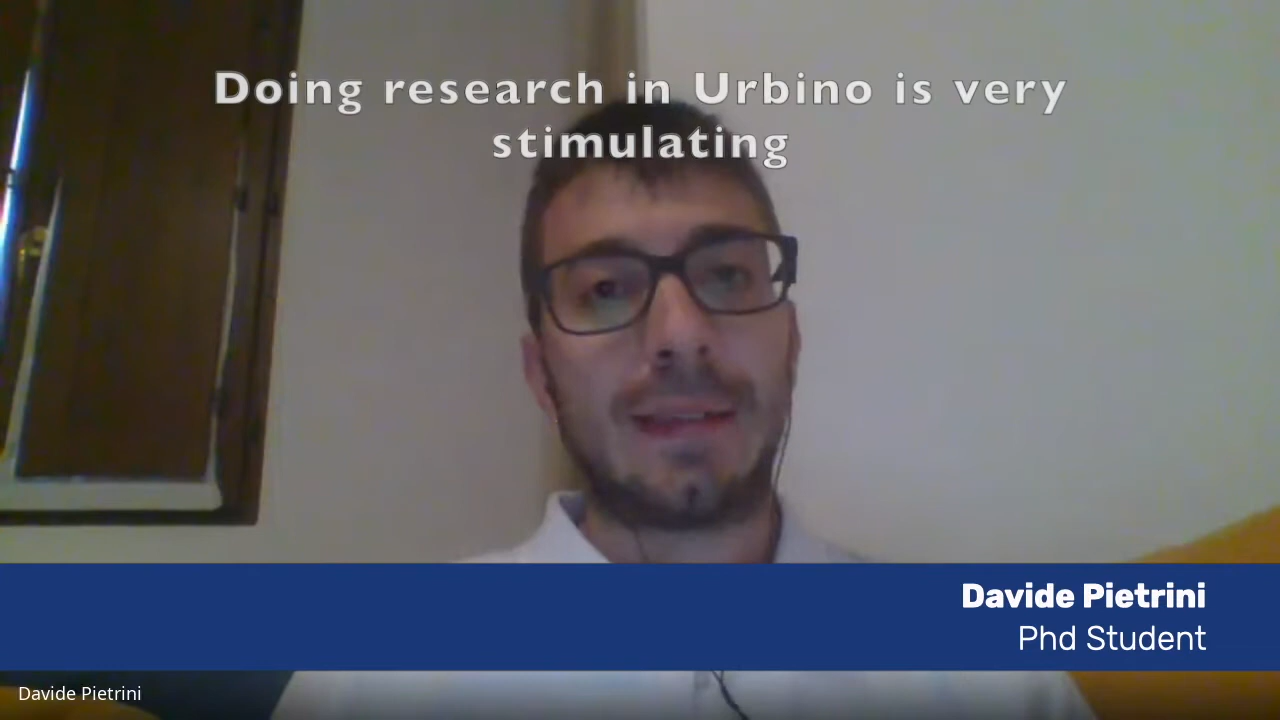 Doing research in Urbino is very
stimulating
Davide Pietrini
Phd Student
Davide Pietrini